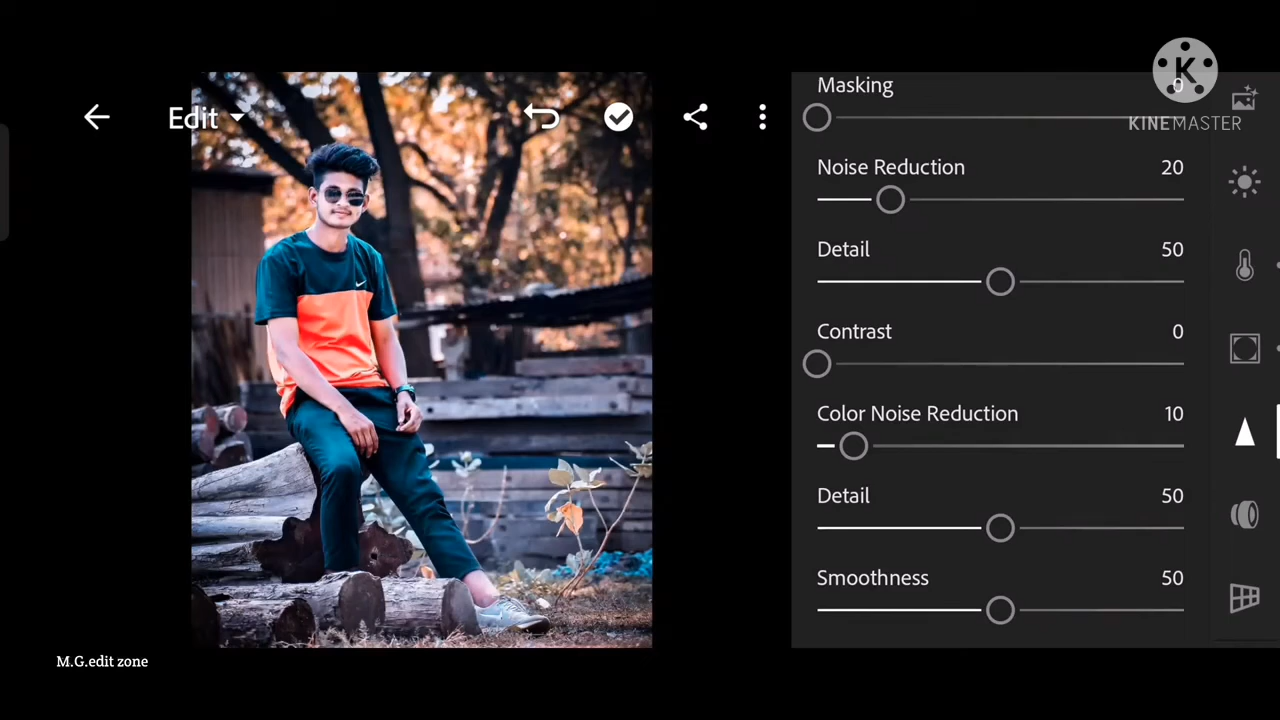 Edit
Masking 0
K
KINEMASTER
Noise Reduction 20
Detail 50
Contrast 0
Color Noise Reduction 10
Detail 50
Smoothness 50
M.G.edit zone